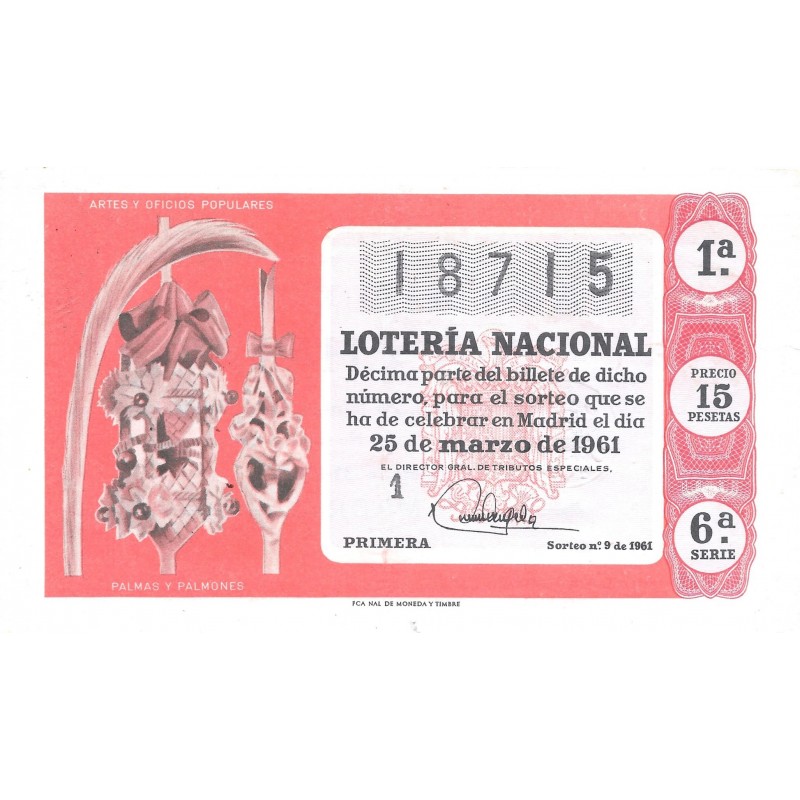 ARTES Y OFICIOS POPULARES
PALMAS Y PALMONES
18715
LOTERÍA NACIONAL
Décima parte del billete de dicho
número, para el sorteo que se
ha de celebrar en Madrid el día
25 de marzo de 1961
EL DIRECTOR GRAL. DE TRIBUTOS ESPECIALES,
1
PRIMERA
Sorteo nº 9 de 1961
1.ª
PRECIO
15
PESETAS
6.ª
SERIE
FCA NAL DE MONEDA Y TIMBRE